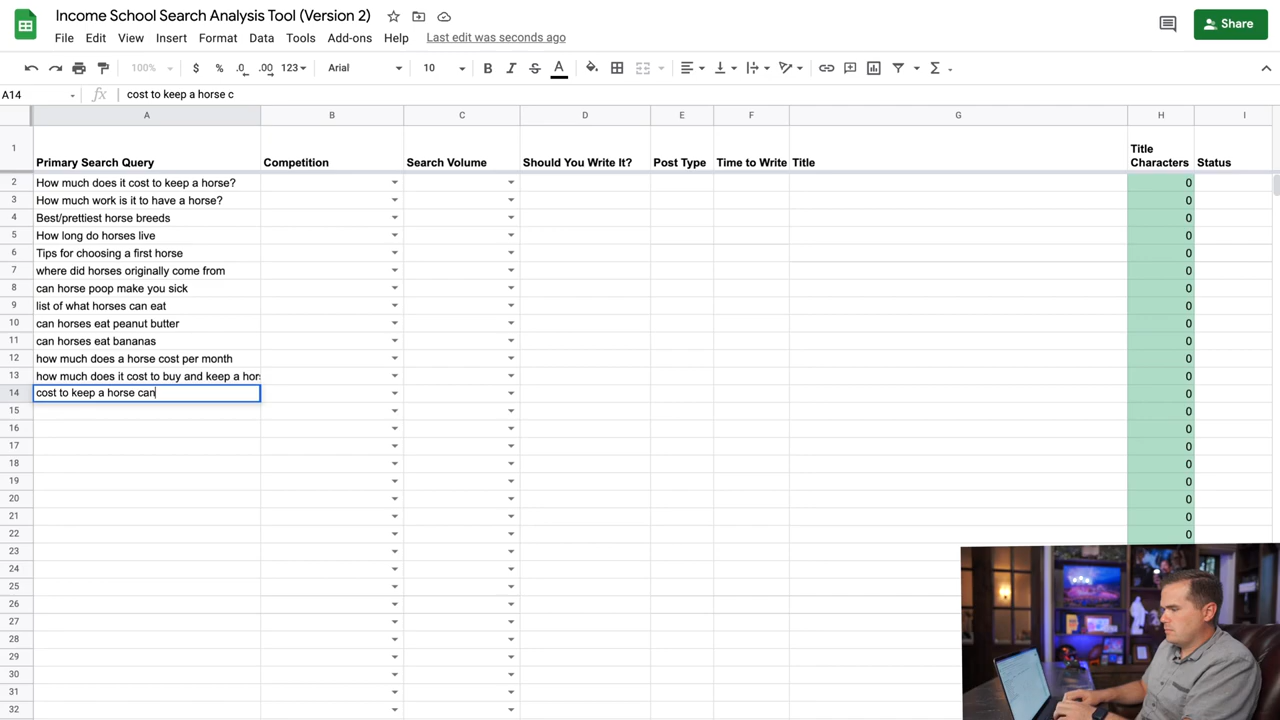 Income School Search Analysis Tool (Version 2)
File Edit View Insert Format Data Tools Add-ons Help Last edit was seconds ago
Share
100% $ % .0 .00 123 Arial 10 B I S A Σ
A14 fx cost to keep a horse c
A B C D E F G H I
1 Primary Search Query Competition Search Volume Should You Write It? Post Type Time to Write Title Title Characters Status
2 How much does it cost to keep a horse? 0
3 How much work is it to have a horse? 0
4 Best/prettiest horse breeds 0
5 How long do horses live 0
6 Tips for choosing a first horse 0
7 where did horses originally come from 0
8 can horse poop make you sick 0
9 list of what horses can eat 0
10 can horses eat peanut butter 0
11 can horses eat bananas 0
12 how much does a horse cost per month 0
13 how much does it cost to buy and keep a hors 0
14 cost to keep a horse can 0
15 0
16 0
17 0
18 0
19 0
20 0
21 0
22 0
23
24
25
26
27
28
29
30
31
32